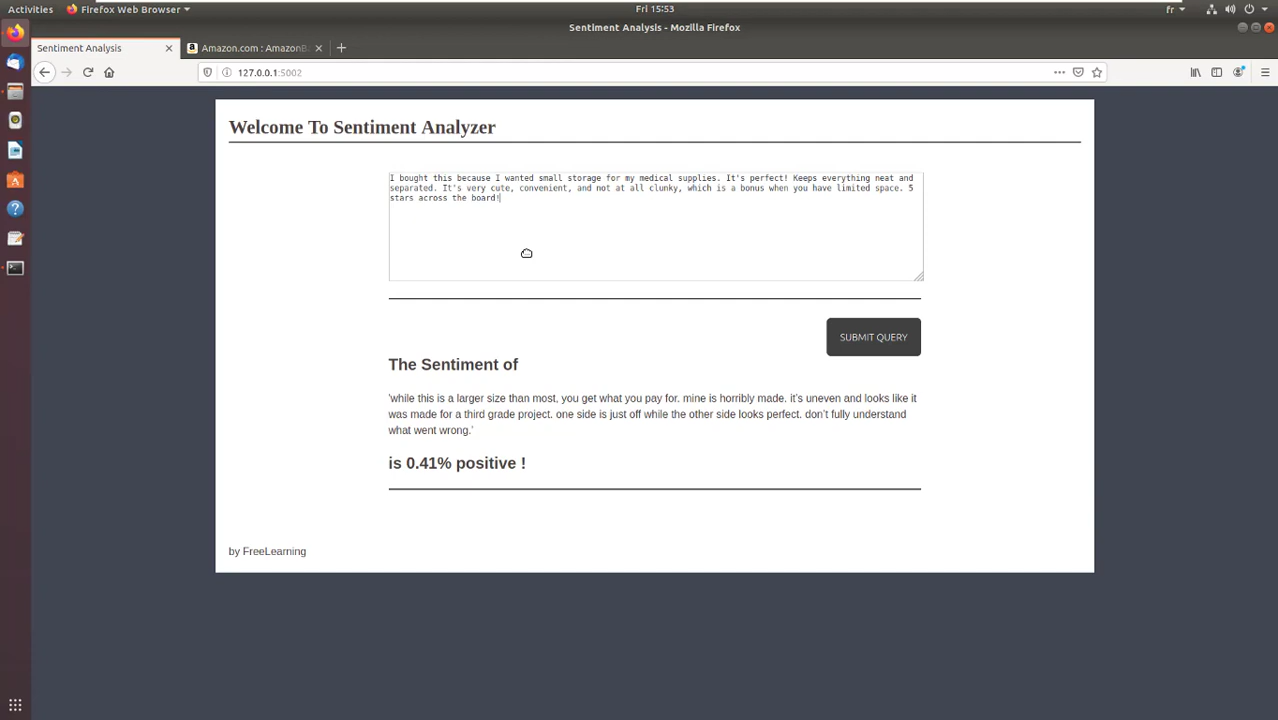 Activities
Firefox Web Browser
Fri 15:53
fr
Sentiment Analysis - Mozilla Firefox
Sentiment Analysis
Amazon.com : AmazonBa
127.0.0.1:5002
Welcome To Sentiment Analyzer
I bought this because I wanted small storage for my medical supplies. It's perfect! Keeps everything neat and
separated. It's very cute, convenient, and not at all clunky, which is a bonus when you have limited space. 5
stars across the board!
SUBMIT QUERY
The Sentiment of
'while this is a larger size than most, you get what you pay for. mine is horribly made. it's uneven and looks like it
was made for a third grade project. one side is just off while the other side looks perfect. don't fully understand
what went wrong.'
is 0.41% positive !
by FreeLearning